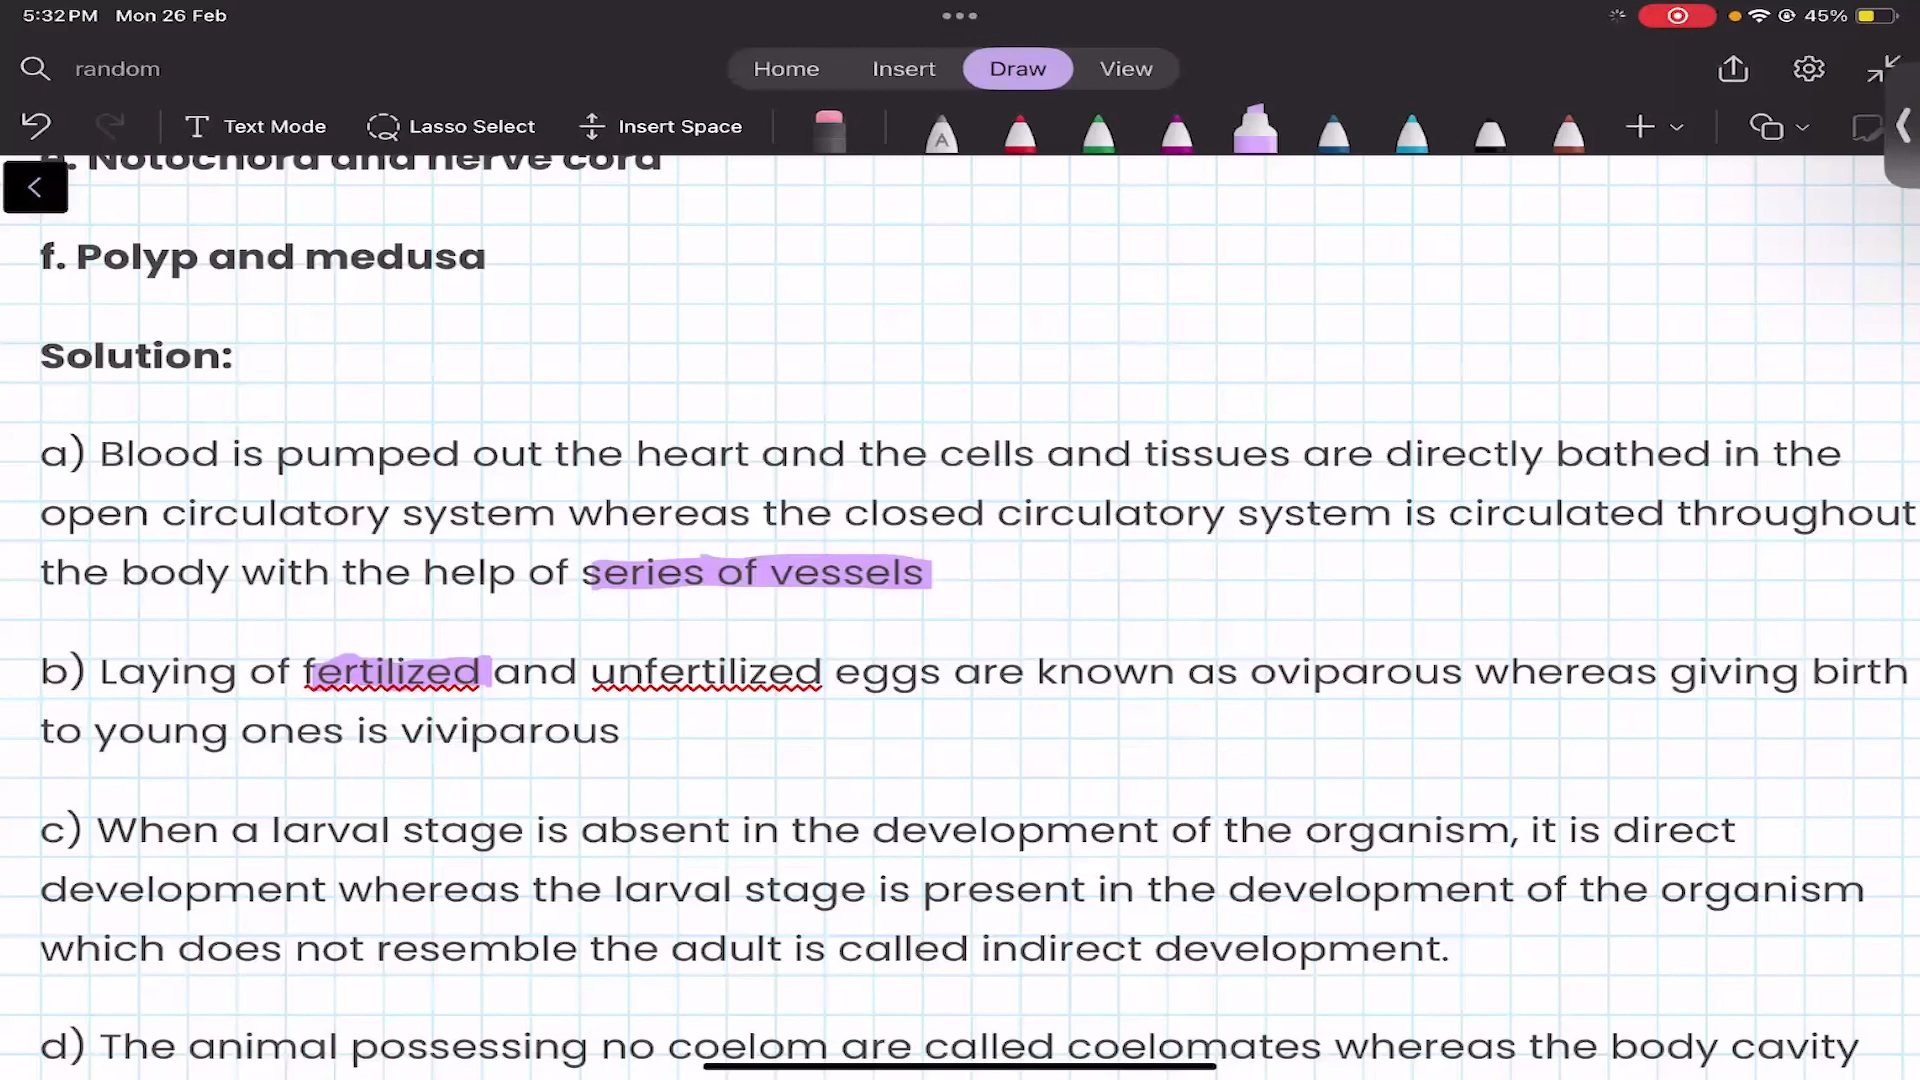 5:32 PM Mon 26 Feb
45%
random
Home Insert Draw View
Text Mode Lasso Select Insert Space
A
Notochord and nerve cord
f. Polyp and medusa
Solution:
a) Blood is pumped out the heart and the cells and tissues are directly bathed in the
open circulatory system whereas the closed circulatory system is circulated throughout
the body with the help of series of vessels
b) Laying of fertilized and unfertilized eggs are known as oviparous whereas giving birth
to young ones is viviparous
c) When a larval stage is absent in the development of the organism, it is direct
development whereas the larval stage is present in the development of the organism
which does not resemble the adult is called indirect development.
d) The animal possessing no coelom are called coelomates whereas the body cavity